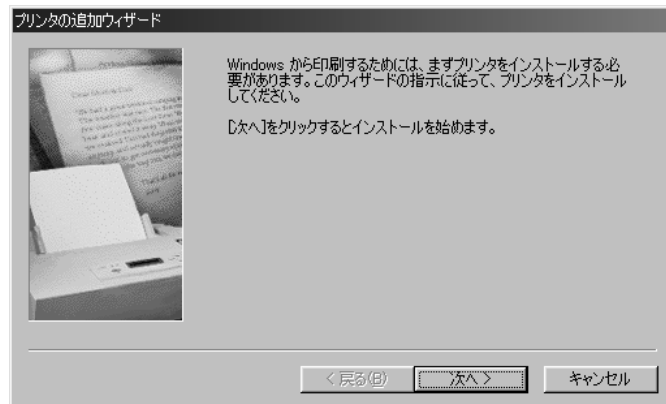 プリンタの追加ウィザード
Windows から印刷するためには、まずプリンタをインストールする必
要があります。このウィザードの指示に従って、プリンタをインストール
してください。
[次へ]をクリックするとインストールを始めます。
< 戻る(B)
次へ >
キャンセル